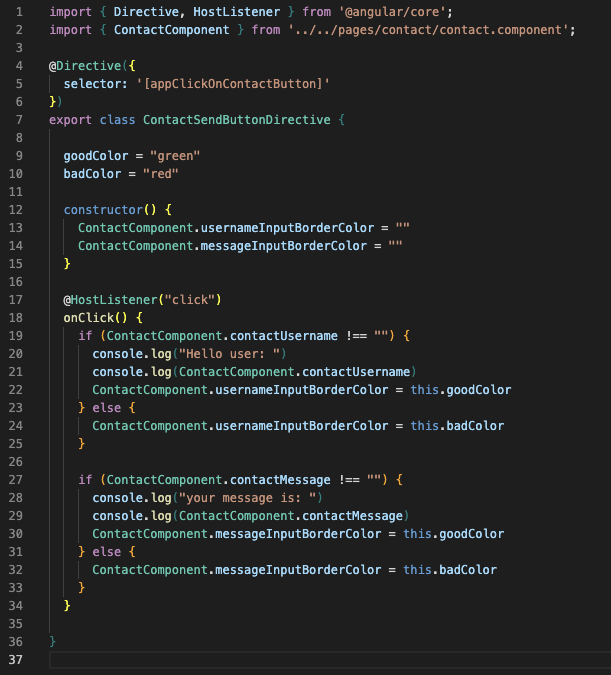 1 import { Directive, HostListener } from '@angular/core';
2 import { ContactComponent } from '../../pages/contact/contact.component';
3
4 @Directive({
5   selector: '[appClickOnContactButton]'
6 })
7 export class ContactSendButtonDirective {
8
9   goodColor = "green"
10   badColor = "red"
11
12   constructor() {
13     ContactComponent.usernameInputBorderColor = ""
14     ContactComponent.messageInputBorderColor = ""
15   }
16
17   @HostListener("click")
18   onClick() {
19     if (ContactComponent.contactUsername !== "") {
20       console.log("Hello user: ")
21       console.log(ContactComponent.contactUsername)
22       ContactComponent.usernameInputBorderColor = this.goodColor
23     } else {
24       ContactComponent.usernameInputBorderColor = this.badColor
25     }
26
27     if (ContactComponent.contactMessage !== "") {
28       console.log("your message is: ")
29       console.log(ContactComponent.contactMessage)
30       ContactComponent.messageInputBorderColor = this.goodColor
31     } else {
32       ContactComponent.messageInputBorderColor = this.badColor
33     }
34   }
35
36 }
37